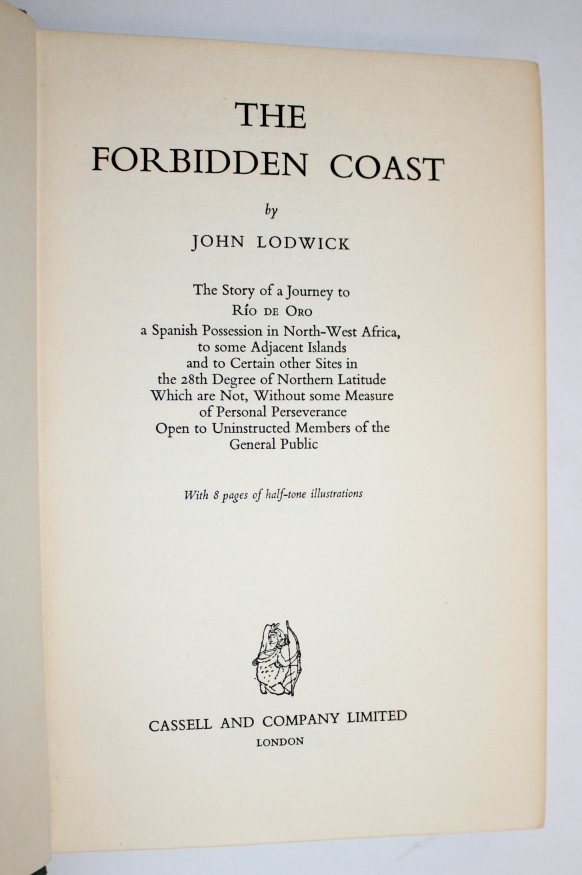 THE
FORBIDDEN COAST
by
JOHN LODWICK
The Story of a Journey to
RÍO DE ORO
a Spanish Possession in North-West Africa,
to some Adjacent Islands
and to Certain other Sites in
the 28th Degree of Northern Latitude
Which are Not, Without some Measure
of Personal Perseverance
Open to Uninstructed Members of the
General Public
With 8 pages of half-tone illustrations
CASSELL AND COMPANY LIMITED
LONDON